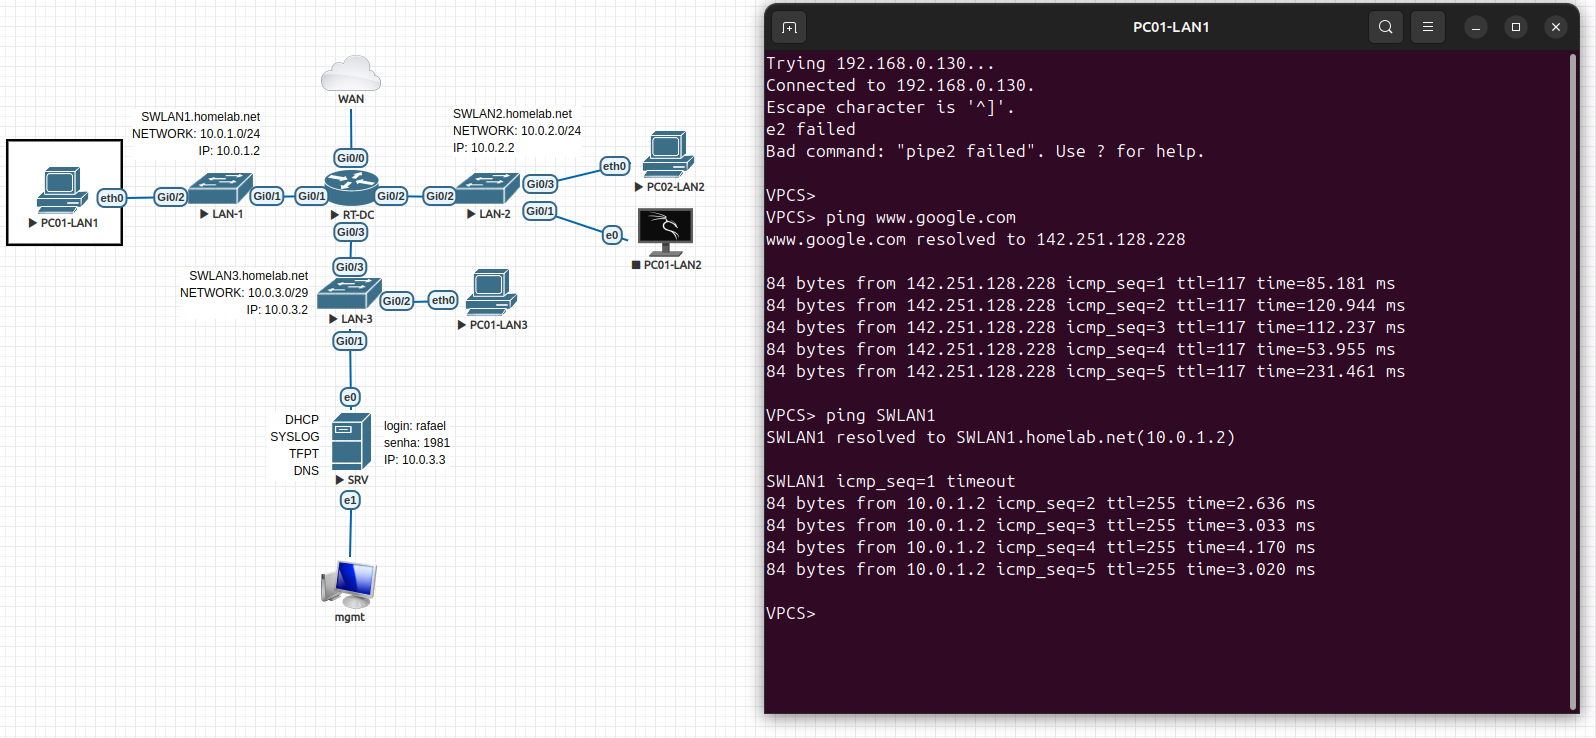 WAN
SWLAN1.homelab.net
NETWORK: 10.0.1.0/24
IP: 10.0.1.2
SWLAN2.homelab.net
NETWORK: 10.0.2.0/24
IP: 10.0.2.2
Gi0/0
eth0
Gi0/2
Gi0/1
Gi0/1
Gi0/2
Gi0/2
Gi0/3
eth0
PC01-LAN1
LAN-1
RT-DC
LAN-2
PC02-LAN2
Gi0/1
e0
PC01-LAN2
Gi0/3
Gi0/3
SWLAN3.homelab.net
NETWORK: 10.0.3.0/29
IP: 10.0.3.2
Gi0/2
eth0
LAN-3
PC01-LAN3
Gi0/1
e0
DHCP
SYSLOG
TFPT
DNS
login: rafael
senha: 1981
IP: 10.0.3.3
SRV
e1
mgmt
PC01-LAN1
Trying 192.168.0.130...
Connected to 192.168.0.130.
Escape character is '^]'.
e2 failed
Bad command: "pipe2 failed". Use ? for help.
VPCS>
VPCS> ping www.google.com
www.google.com resolved to 142.251.128.228
84 bytes from 142.251.128.228 icmp_seq=1 ttl=117 time=85.181 ms
84 bytes from 142.251.128.228 icmp_seq=2 ttl=117 time=120.944 ms
84 bytes from 142.251.128.228 icmp_seq=3 ttl=117 time=112.237 ms
84 bytes from 142.251.128.228 icmp_seq=4 ttl=117 time=53.955 ms
84 bytes from 142.251.128.228 icmp_seq=5 ttl=117 time=231.461 ms
VPCS> ping SWLAN1
SWLAN1 resolved to SWLAN1.homelab.net(10.0.1.2)
SWLAN1 icmp_seq=1 timeout
84 bytes from 10.0.1.2 icmp_seq=2 ttl=255 time=2.636 ms
84 bytes from 10.0.1.2 icmp_seq=3 ttl=255 time=3.033 ms
84 bytes from 10.0.1.2 icmp_seq=4 ttl=255 time=4.170 ms
84 bytes from 10.0.1.2 icmp_seq=5 ttl=255 time=3.020 ms
VPCS>